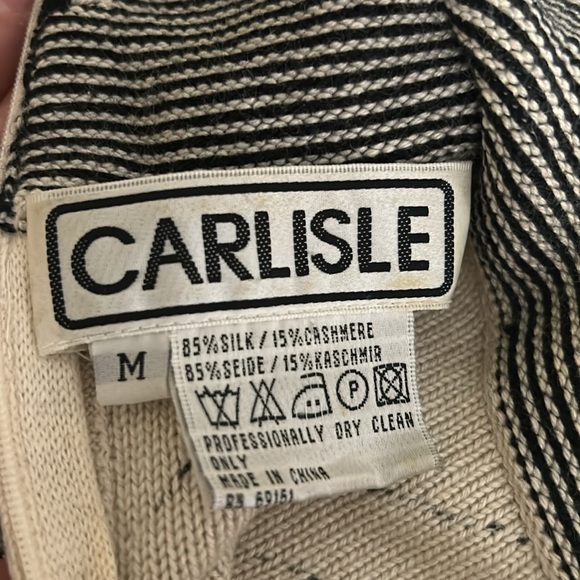 CARLISLE
M
85%SILK/15%CASHMERE
85%SEIDE/15%KASCHMIR
P
PROFESSIONALLY DRY CLEAN
ONLY
MADE IN CHINA